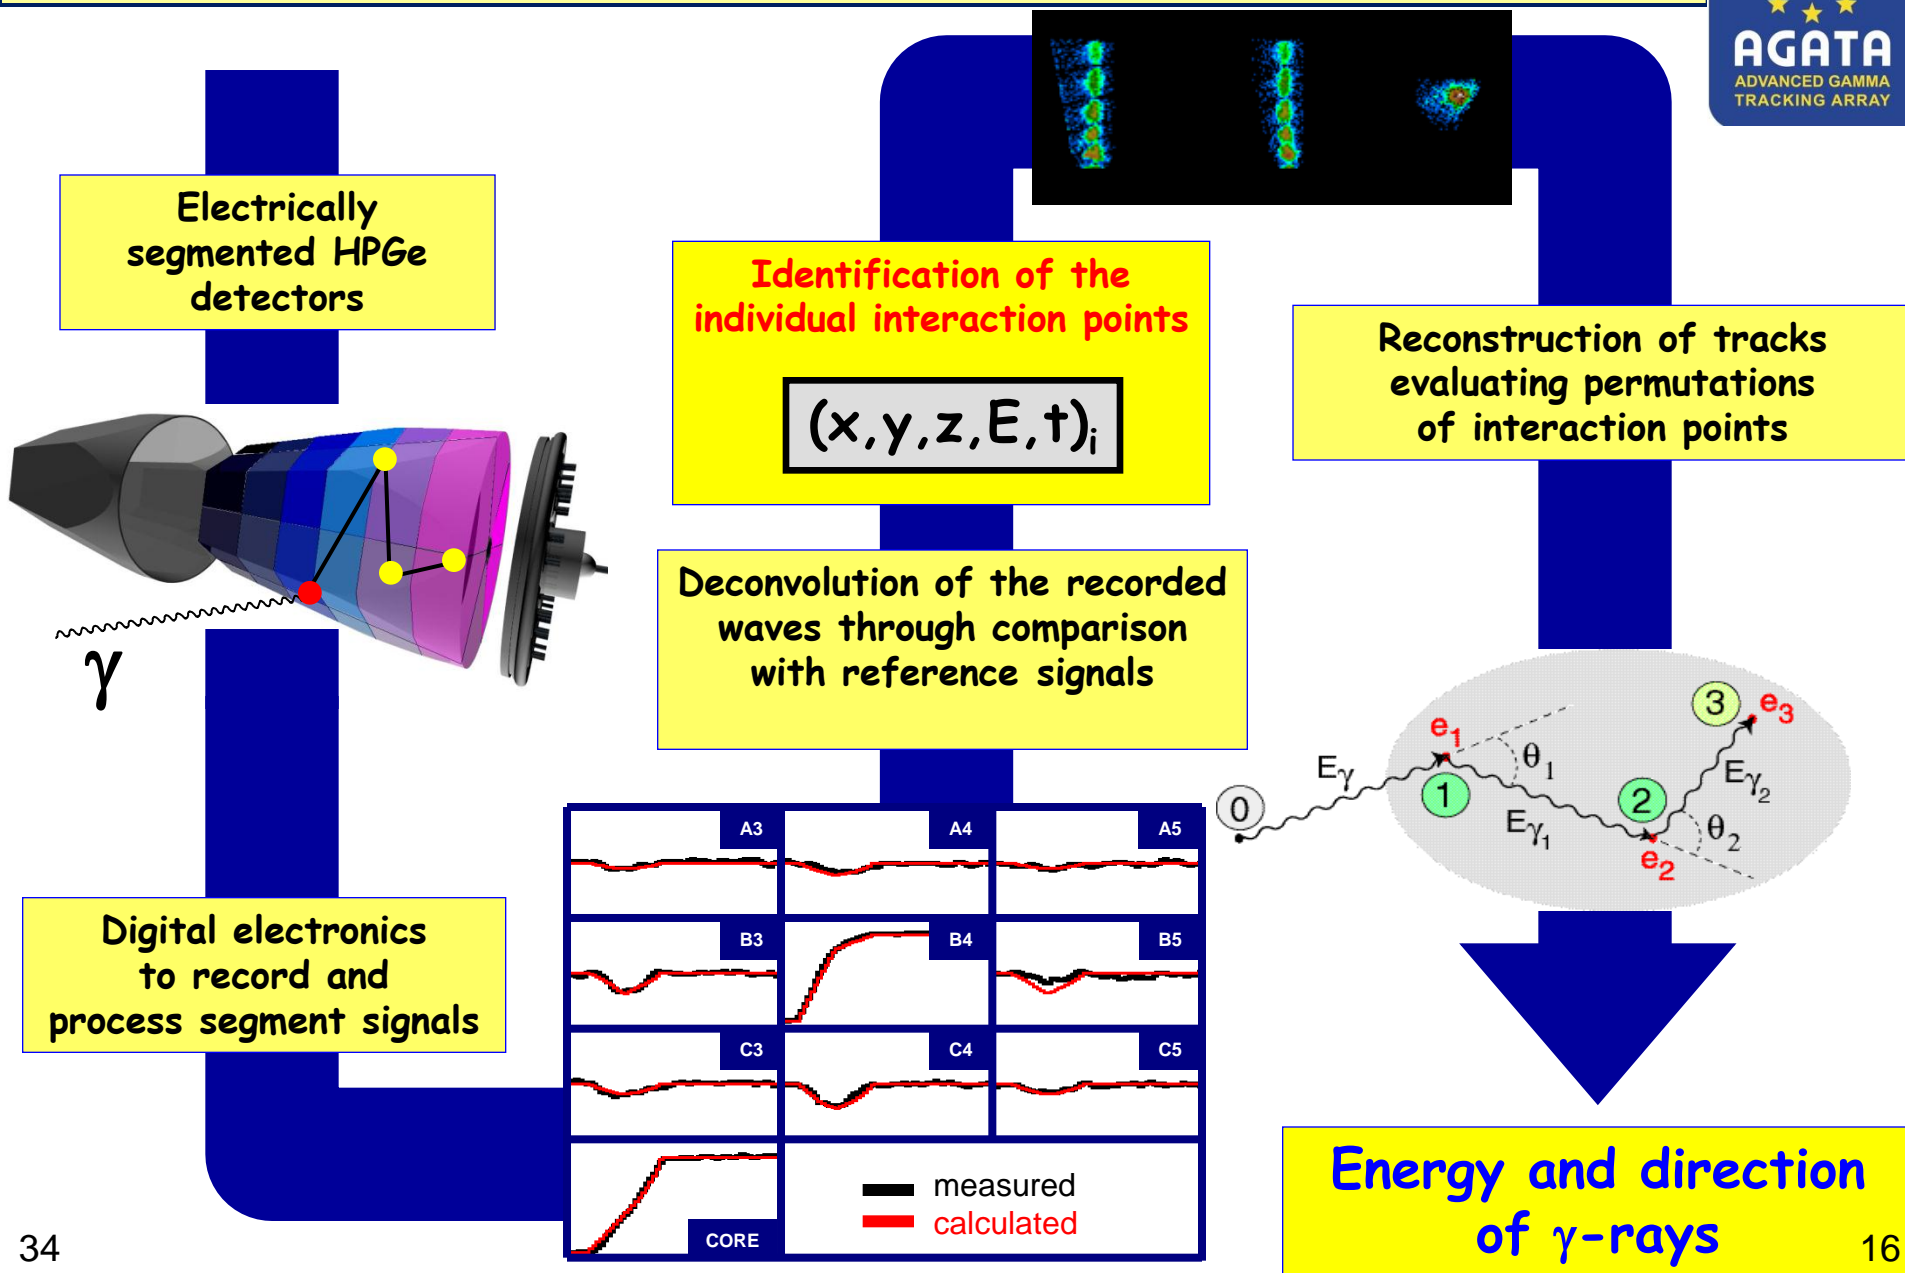 AGATA
ADVANCED GAMMA
TRACKING ARRAY
Electrically
segmented HPGe
detectors
γ
Digital electronics
to record and
process segment signals
Identification of the
individual interaction points
(x,y,z,E,t)i
Deconvolution of the recorded
waves through comparison
with reference signals
A3
A4
A5
B3
B4
B5
C3
C4
C5
CORE
measured
calculated
Reconstruction of tracks
evaluating permutations
of interaction points
0
Eγ
e1
1
θ1
Eγ1
2
e2
θ2
Eγ2
3
e3
Energy and direction
of γ-rays
34
16